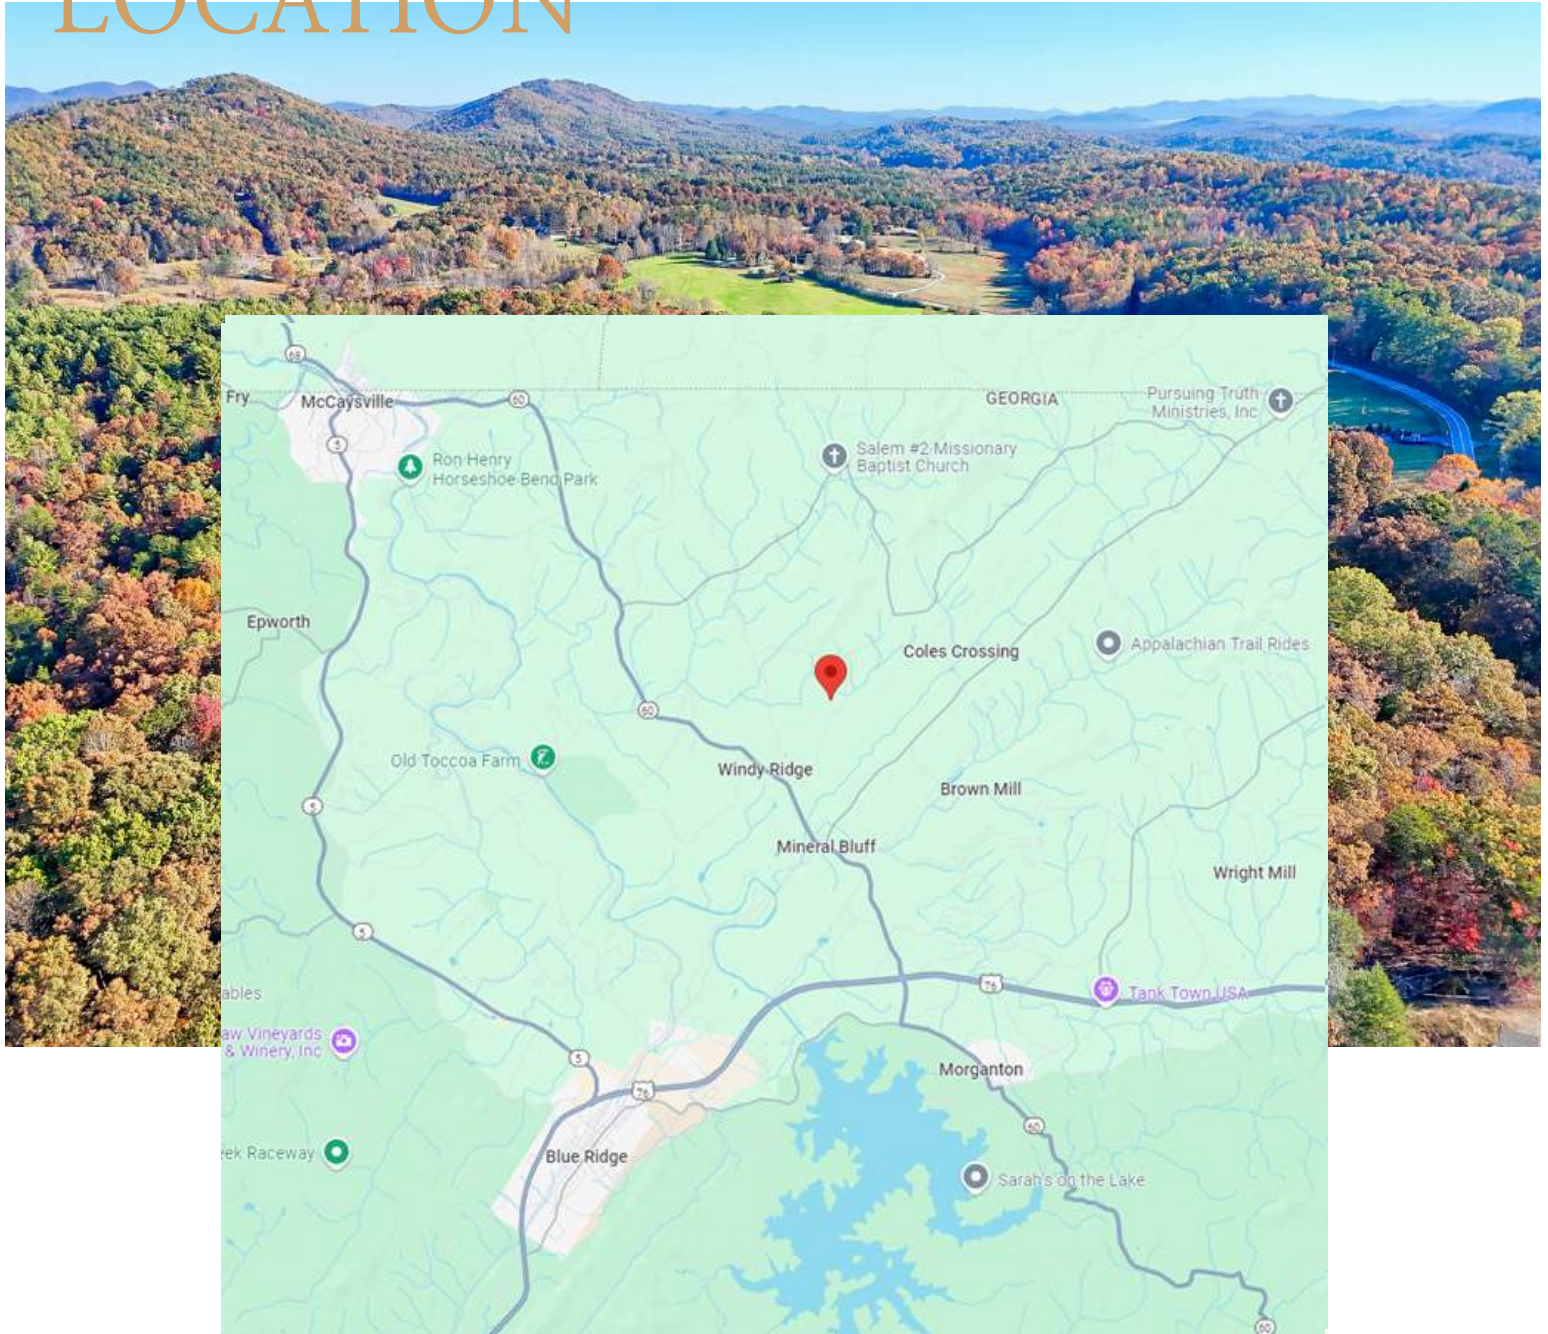 LOCATION
68
Fry
McCaysville
60
GEORGIA
Pursuing Truth
Ministries, Inc
5
Ron Henry
Horseshoe Bend Park
Salem #2 Missionary
Baptist Church
Epworth
Coles Crossing
Appalachian Trail Rides
60
Old Toccoa Farm
Windy Ridge
Brown Mill
5
Mineral Bluff
Wright Mill
5
76
Tank Town USA
ables
aw Vineyards
& Winery, Inc
5
76
Morganton
60
eek Raceway
Blue Ridge
Sarah's on the Lake
60